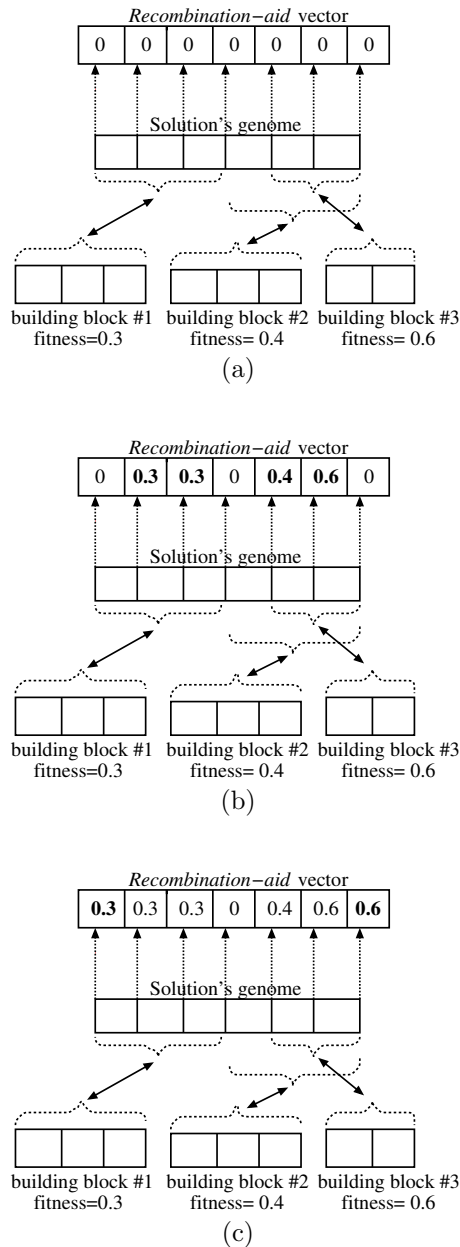 Recombination−aid vector
0 0 0 0 0 0 0
Solution's genome
building block #1 building block #2 building block #3
fitness=0.3 fitness= 0.4 fitness= 0.6
(a)
Recombination−aid vector
0 0.3 0.3 0 0.4 0.6 0
Solution's genome
building block #1 building block #2 building block #3
fitness=0.3 fitness= 0.4 fitness= 0.6
(b)
Recombination−aid vector
0.3 0.3 0.3 0 0.4 0.6 0.6
Solution's genome
building block #1 building block #2 building block #3
fitness=0.3 fitness= 0.4 fitness= 0.6
(c)